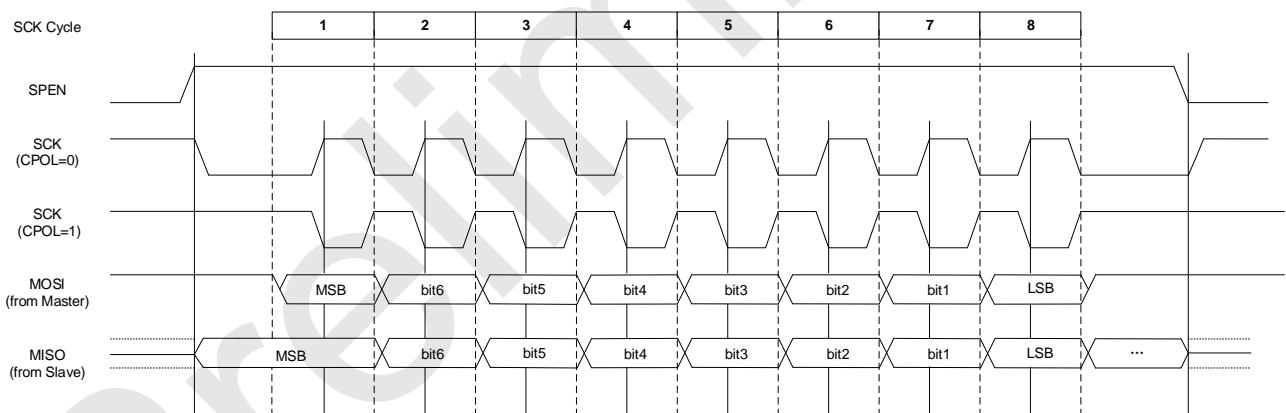 SCK Cycle 1 2 3 4 5 6 7 8
SPEN
SCK
(CPOL=0)
SCK
(CPOL=1)
MOSI
(from Master)
MSB bit6 bit5 bit4 bit3 bit2 bit1 LSB
MISO
(from Slave)
MSB bit6 bit5 bit4 bit3 bit2 bit1 LSB ...